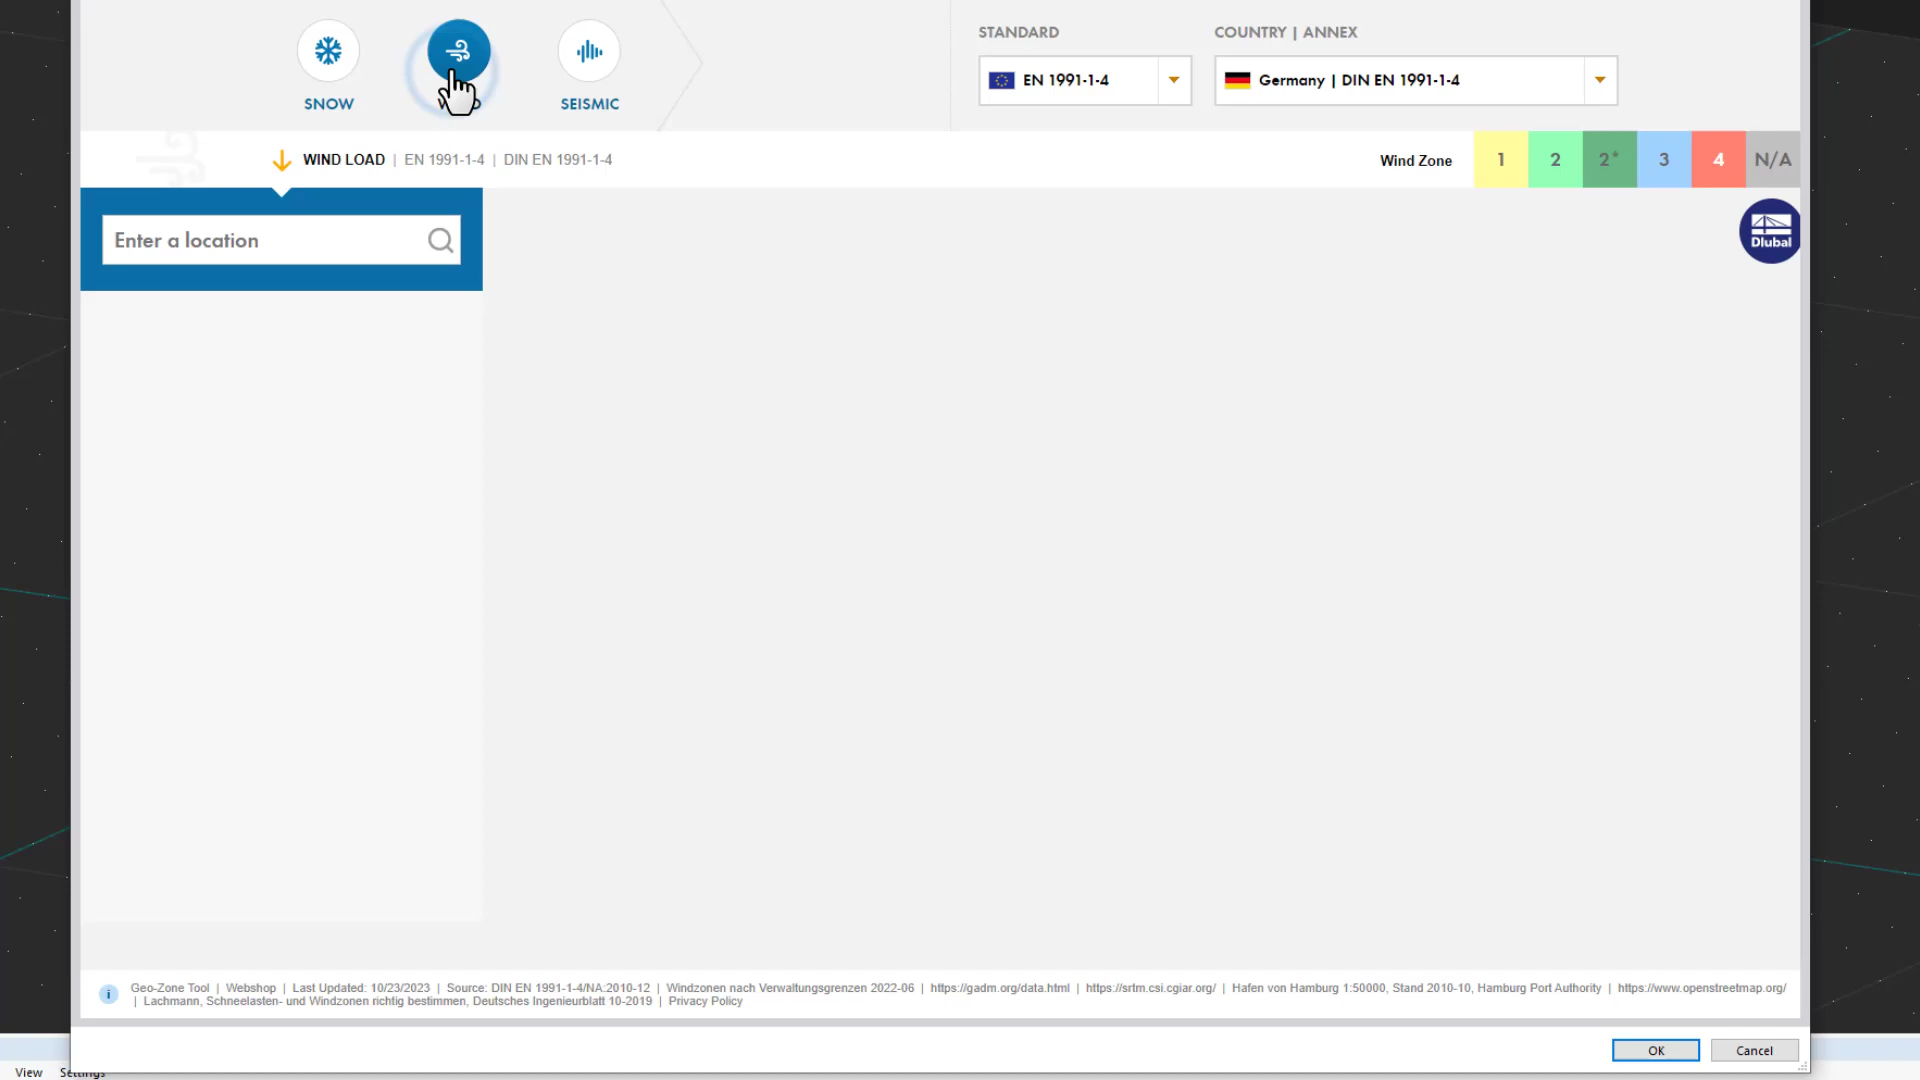 SNOW
SEISMIC
STANDARD
COUNTRY | ANNEX
EN 1991-1-4
Germany | DIN EN 1991-1-4
WIND LOAD | EN 1991-1-4 | DIN EN 1991-1-4
Wind Zone
1
2
2*
3
4
N/A
Enter a location
Dlubal
Geo-Zone Tool | Webshop | Last Updated: 10/23/2023 | Source: DIN EN 1991-1-4/NA:2010-12 | Windzonen nach Verwaltungsgrenzen 2022-06 | https://gadm.org/data.html | https://srtm.csi.cgiar.org/ | Hafen von Hamburg 1:50000, Stand 2010-10, Hamburg Port Authority | https://www.openstreetmap.org/
| Lachmann, Schneelasten- und Windzonen richtig bestimmen, Deutsches Ingenieurblatt 10-2019 | Privacy Policy
OK
Cancel
View
Settings